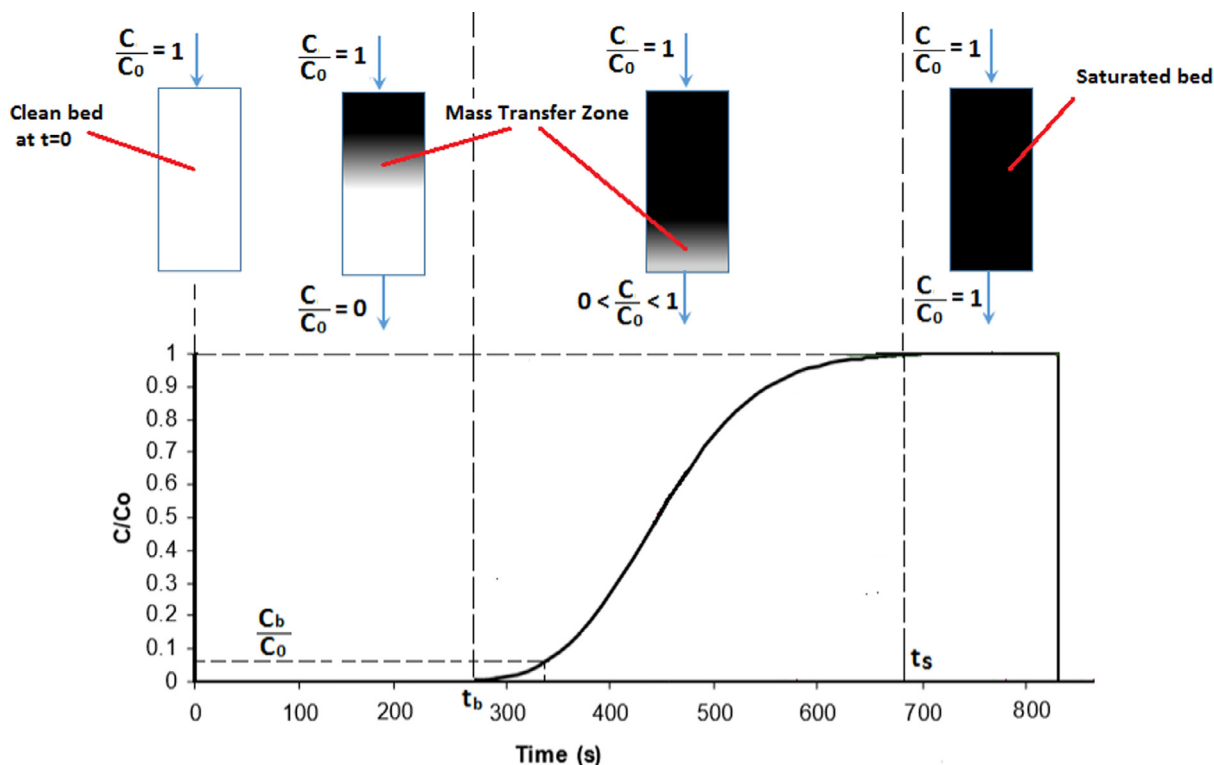 C/C₀ = 1
C/C₀ = 1
C/C₀ = 1
C/C₀ = 1
Clean bed
at t=0
Mass Transfer Zone
Saturated bed
C/C₀ = 0
0 < C/C₀ < 1
C/C₀ = 1
1
0.9
0.8
0.7
0.6
0.5
0.4
0.3
0.2
0.1
0
C/Co
Cb/C₀
tb
ts
0 100 200 300 400 500 600 700 800
Time (s)